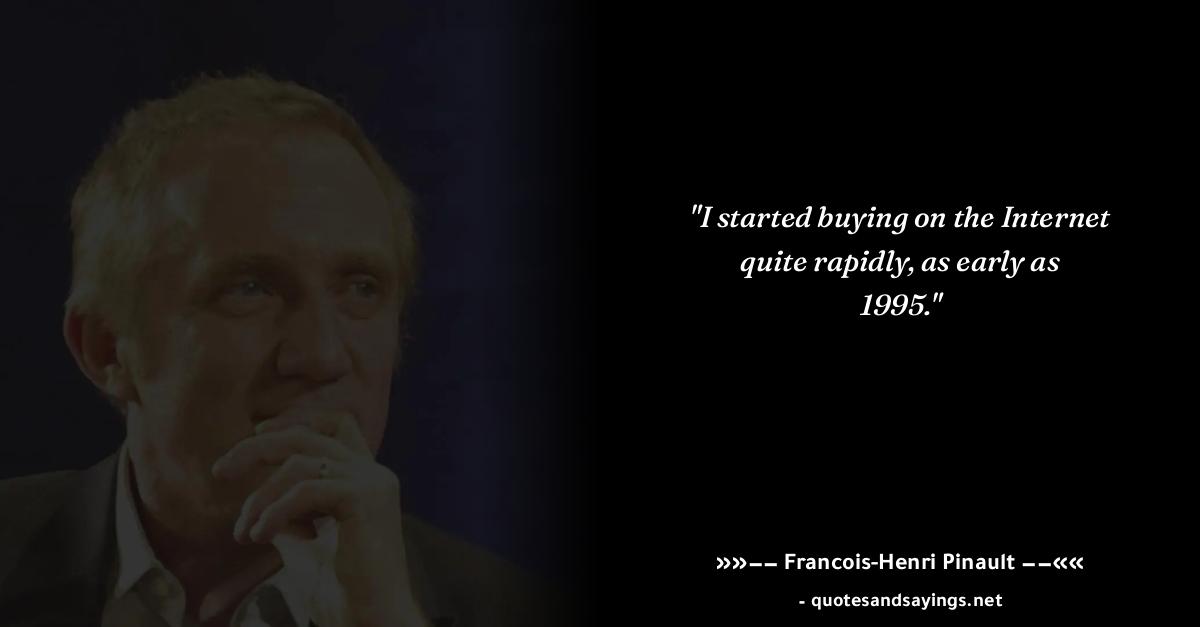 "I started buying on the Internet
quite rapidly, as early as
1995."
»»−− Francois-Henri Pinault −−««
- quotesandsayings.net